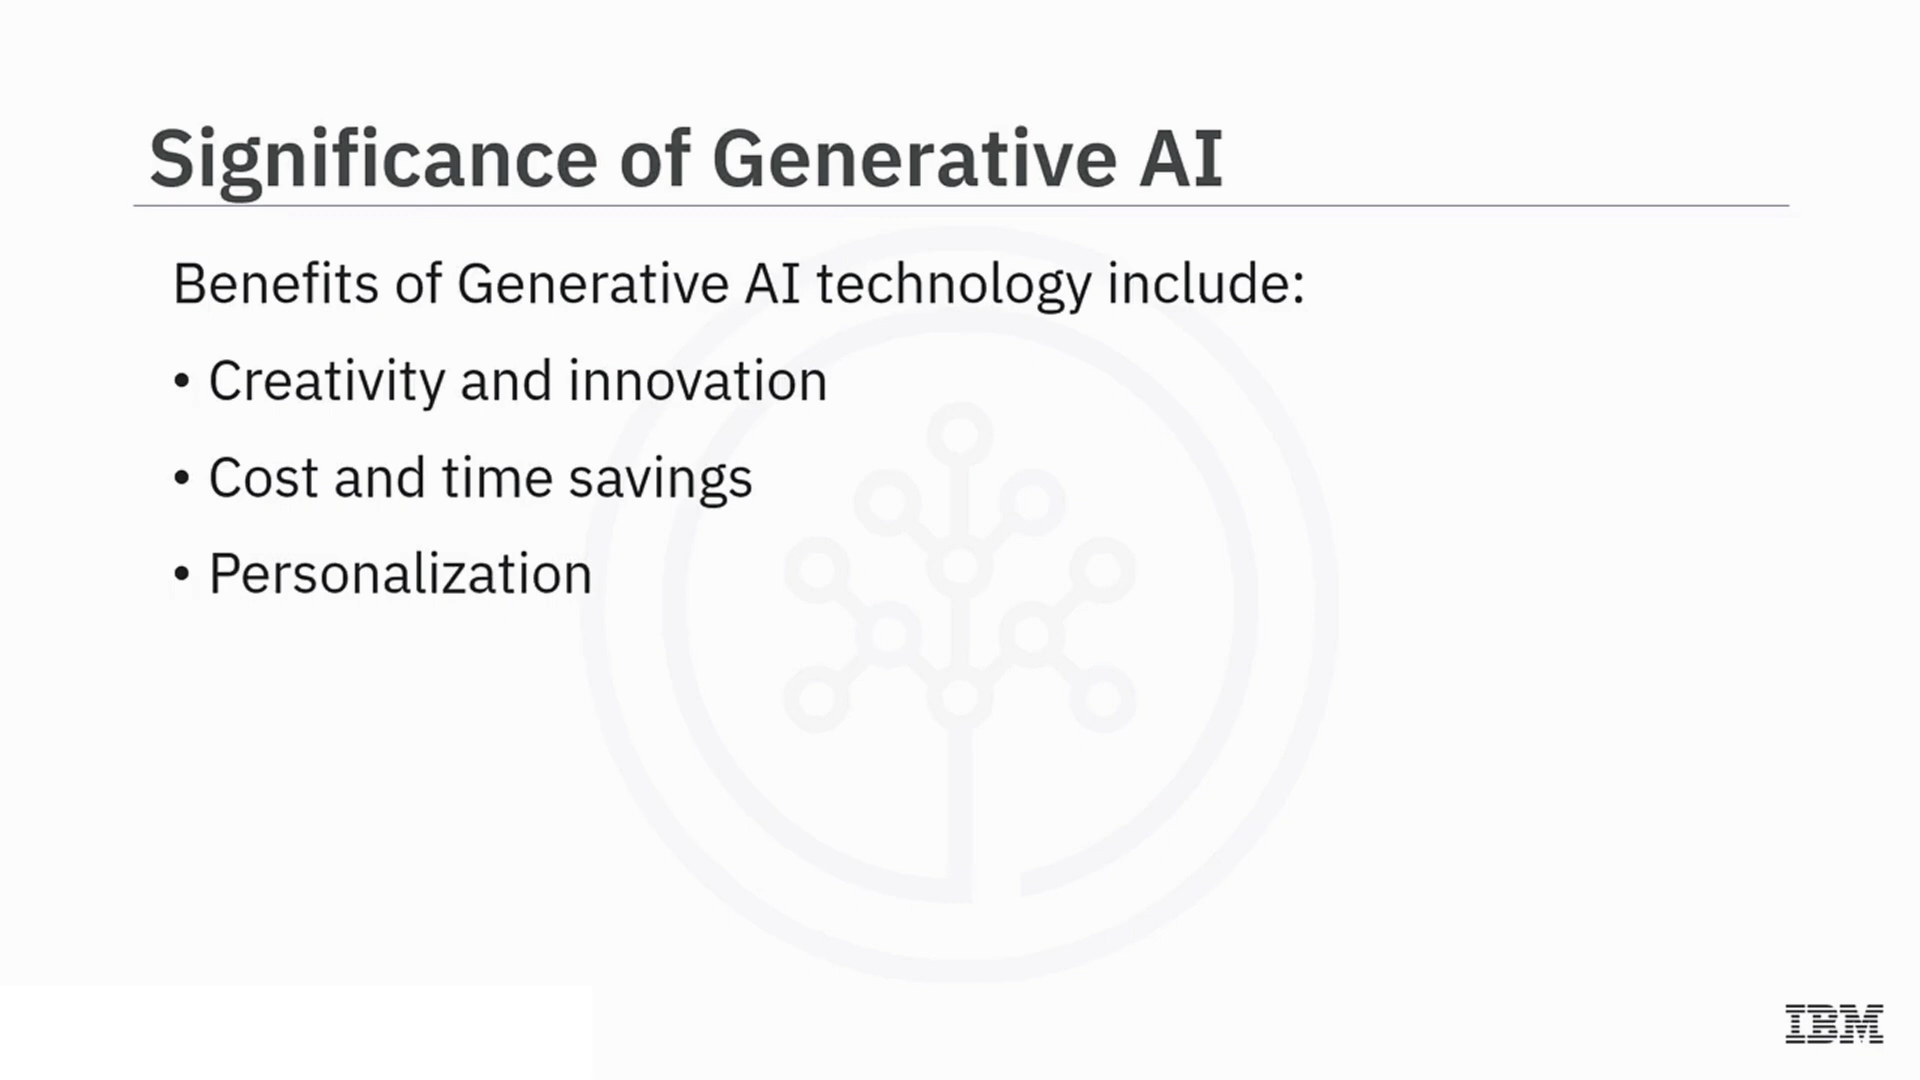 Significance of Generative AI
Benefits of Generative AI technology include:
• Creativity and innovation
• Cost and time savings
• Personalization
IBM